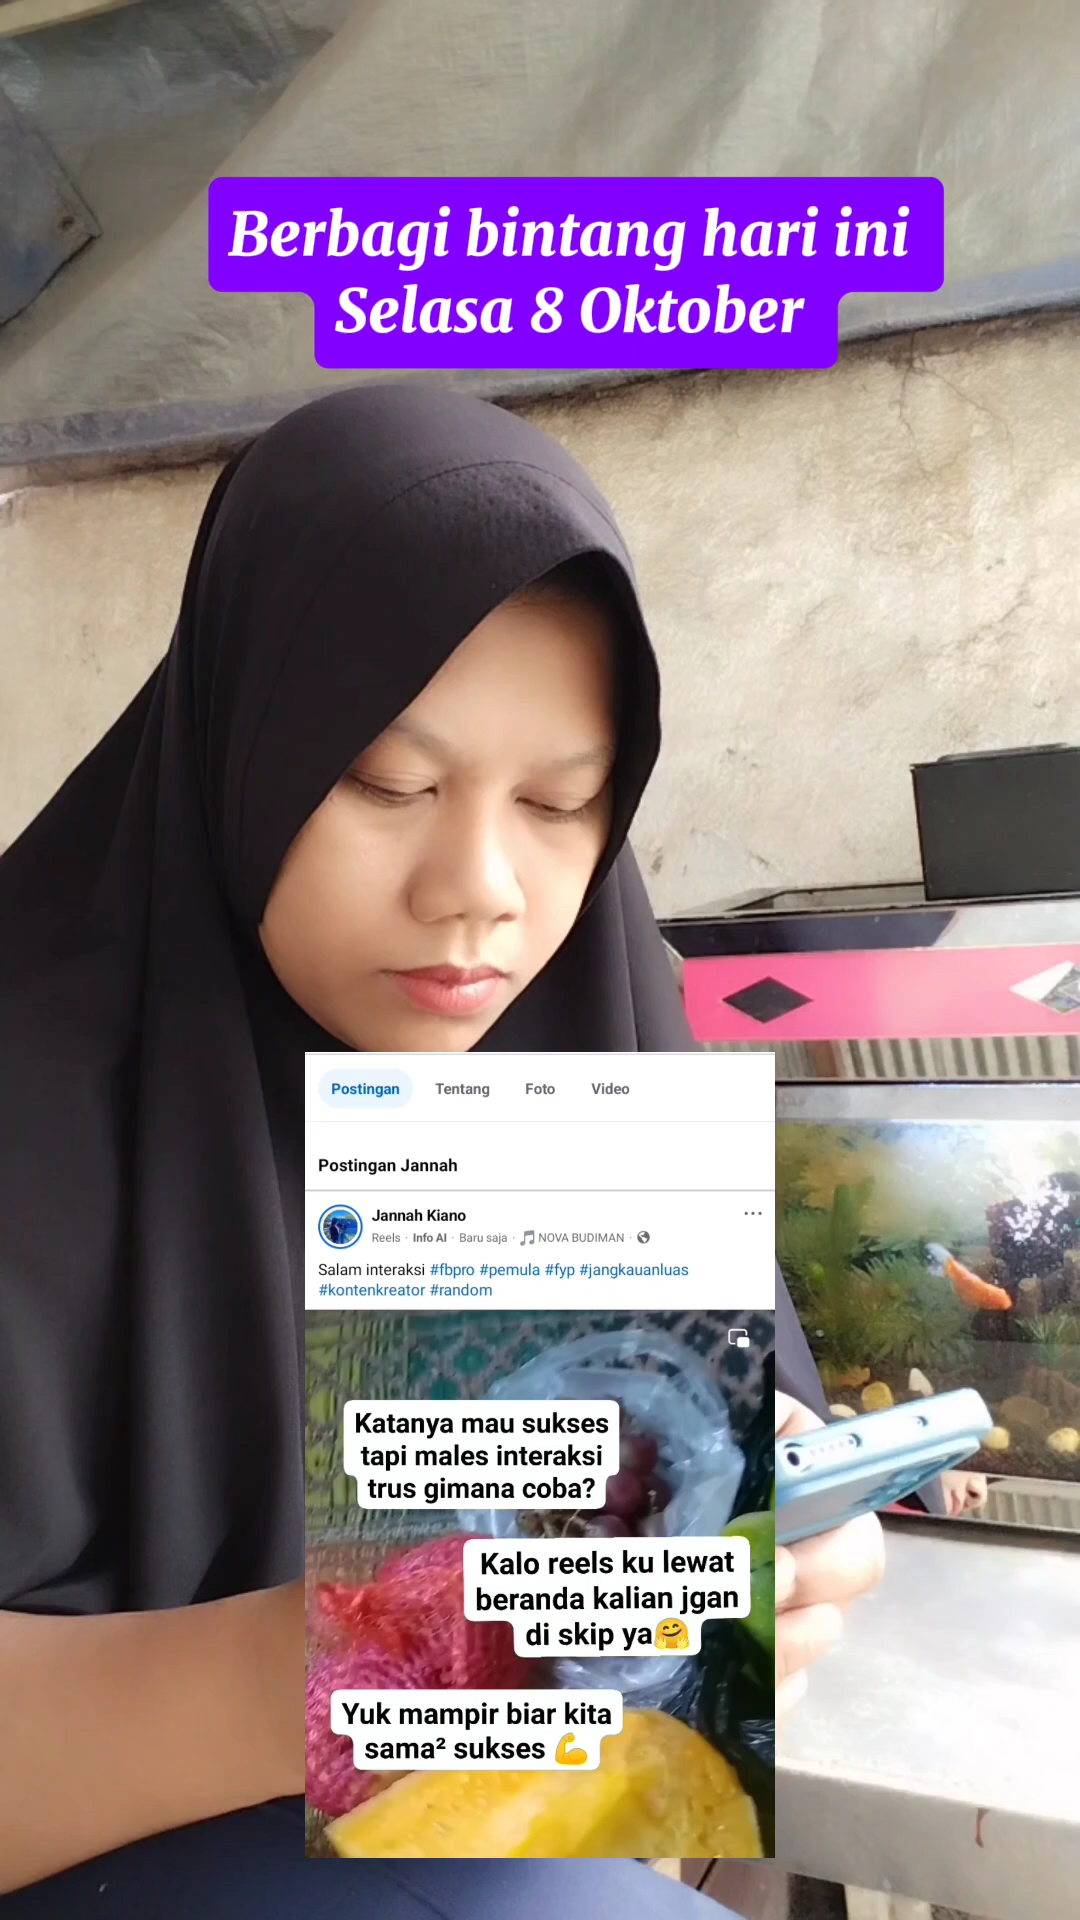 Berbagi bintang hari ini
Selasa 8 Oktober
Postingan Tentang Foto Video
Postingan Jannah
Jannah Kiano
Reels · Info AI · Baru saja · 🎵 NOVA BUDIMAN ·
Salam interaksi #fbpro #pemula #fyp #jangkauanluas
#kontenkreator #random
Katanya mau sukses
tapi males interaksi
trus gimana coba?
Kalo reels ku lewat
beranda kalian jgan
di skip ya🤗
Yuk mampir biar kita
sama² sukses 💪